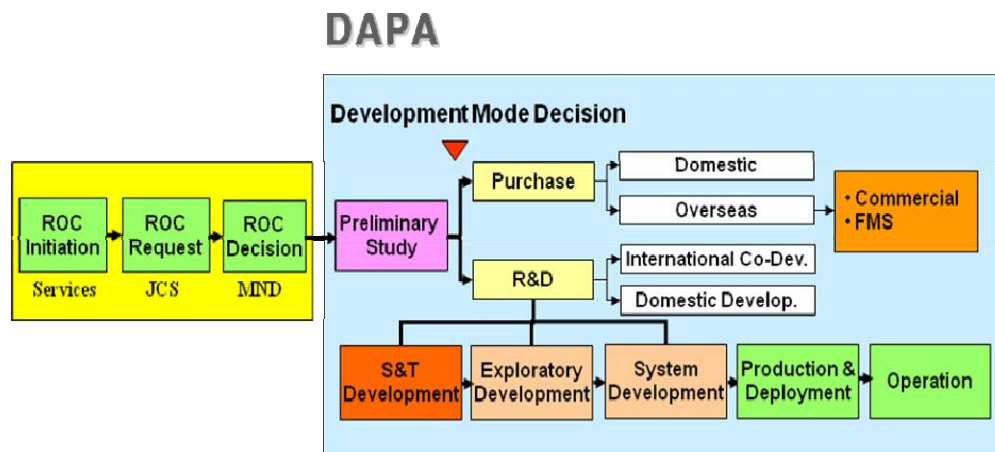 DAPA
Development Mode Decision
ROC
Initiation
Services
ROC
Request
JCS
ROC
Decision
MND
Preliminary
Study
Purchase
Domestic
Overseas
• Commercial
• FMS
R&D
International Co-Dev.
Domestic Develop.
S&T
Development
Exploratory
Development
System
Development
Production &
Deployment
Operation